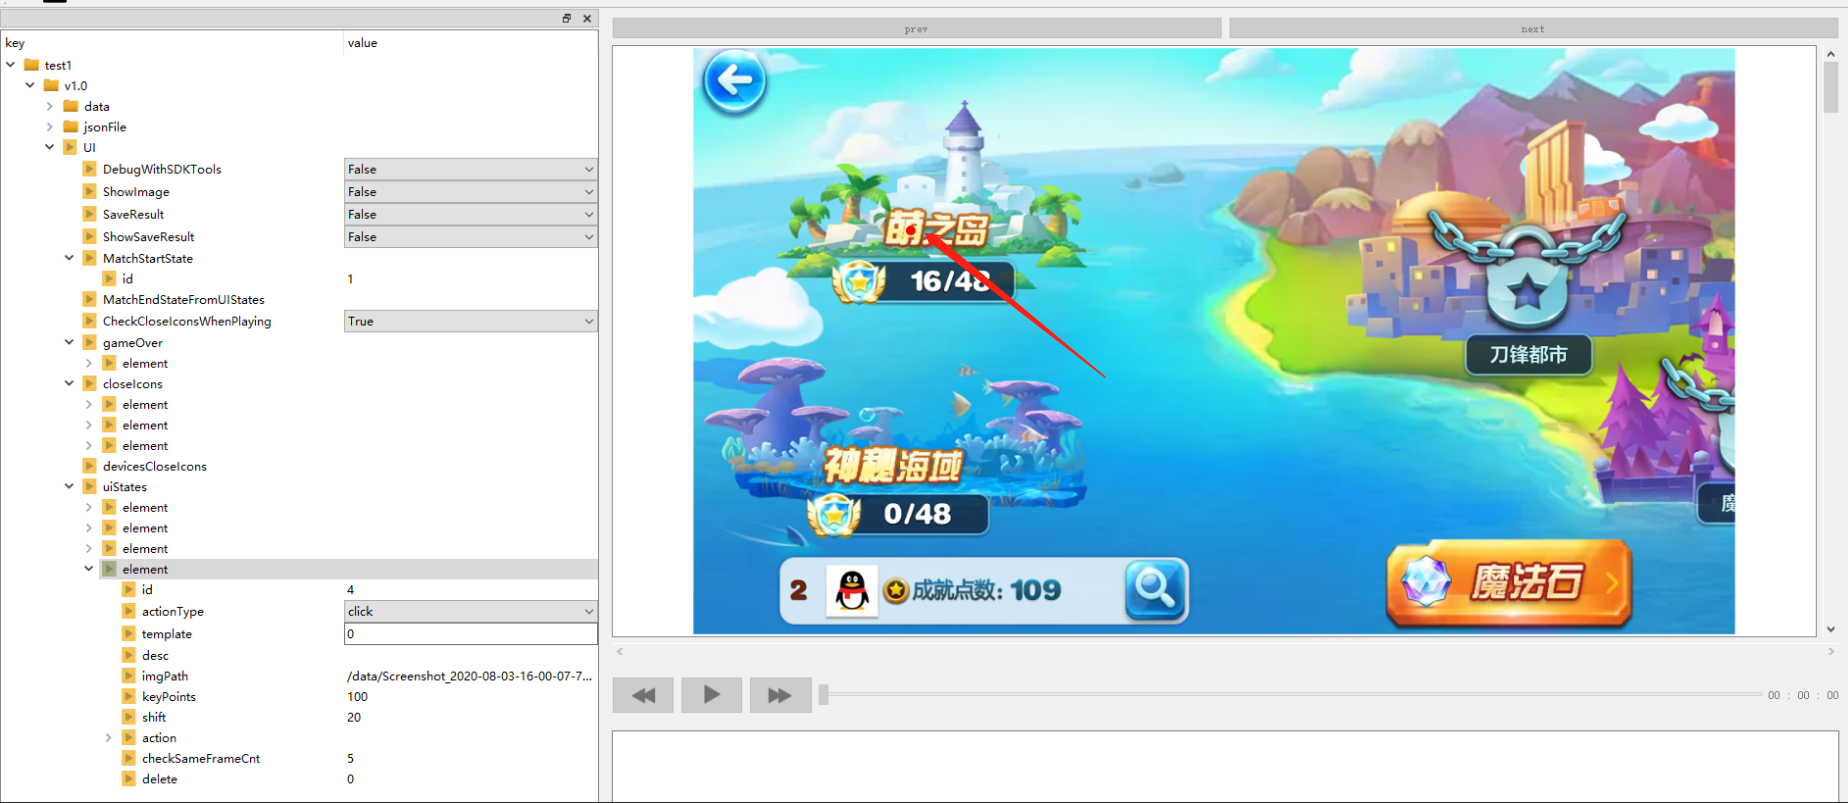 key value
test1
v1.0
data
jsonFile
UI
DebugWithSDKTools False
ShowImage False
SaveResult False
ShowSaveResult False
MatchStartState
id 1
MatchEndStateFromUIStates
CheckCloseIconsWhenPlaying True
gameOver
element
closeIcons
element
element
element
devicesCloseIcons
uiStates
element
element
element
element
id 4
actionType click
template 0
desc
imgPath /data/Screenshot_2020-08-03-16-00-07-7...
keyPoints 100
shift 20
action
checkSameFrameCnt 5
delete 0
prev next
萌之岛
16/48
刀锋都市
神秘海域
0/48
魔
2 成就点数: 109
魔法石
00 : 00 : 00